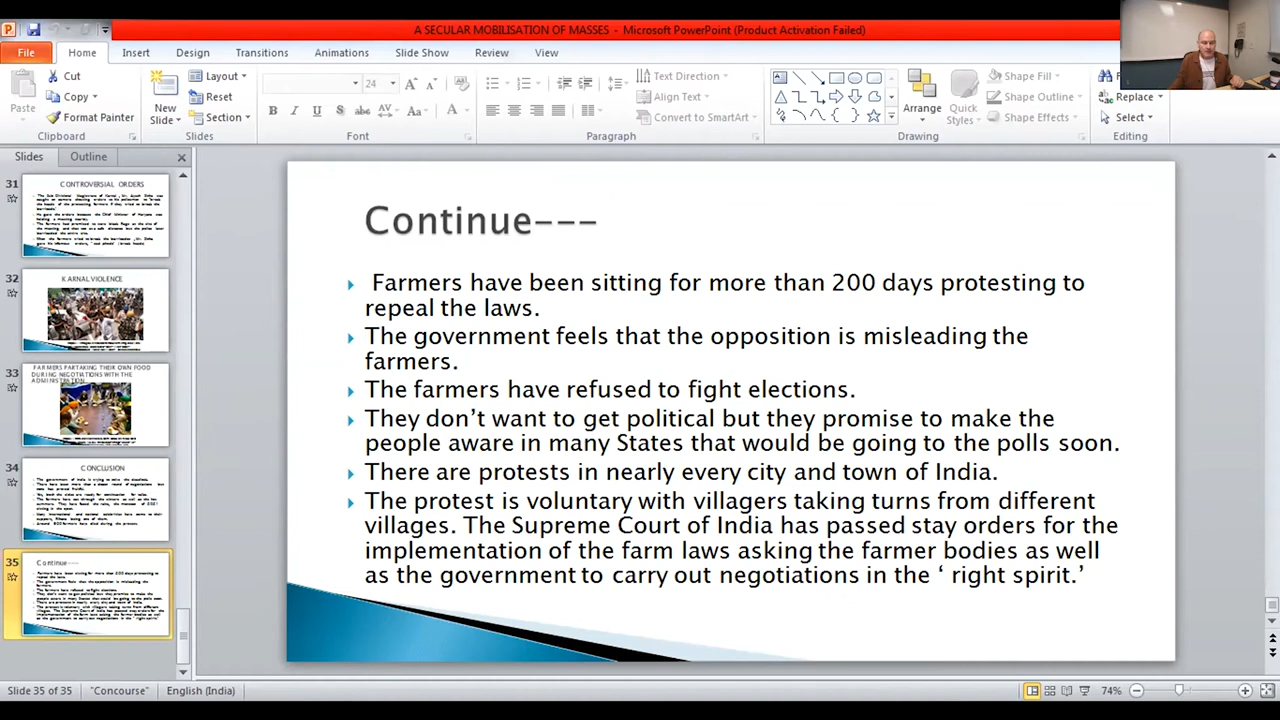 A SECULAR MOBILISATION OF MASSES - Microsoft PowerPoint (Product Activation Failed)
File Home Insert Design Transitions Animations Slide Show Review View
Paste
Cut
Copy
Format Painter
Clipboard
New Slide
Layout
Reset
Section
Slides
24
B I U S abc AV Aa A
Font
Text Direction
Align Text
Convert to SmartArt
Paragraph
Arrange
Quick Styles
Shape Fill
Shape Outline
Shape Effects
Drawing
Replace
Select
Editing
Slides Outline
31
CONTROVERSIAL ORDERS
32
KARNAL VIOLENCE
33
FARMERS PARTAKING THEIR OWN FOOD
DURING NEGOTIATIONS WITH THE
ADMINISTRATION
34
CONCLUSION
35
Continue---
Continue---
Farmers have been sitting for more than 200 days protesting to
repeal the laws.
The government feels that the opposition is misleading the
farmers.
The farmers have refused to fight elections.
They don’t want to get political but they promise to make the
people aware in many States that would be going to the polls soon.
There are protests in nearly every city and town of India.
The protest is voluntary with villagers taking turns from different
villages. The Supreme Court of India has passed stay orders for the
implementation of the farm laws asking the farmer bodies as well
as the government to carry out negotiations in the ‘ right spirit.’
Slide 35 of 35 "Concourse" English (India) 74%